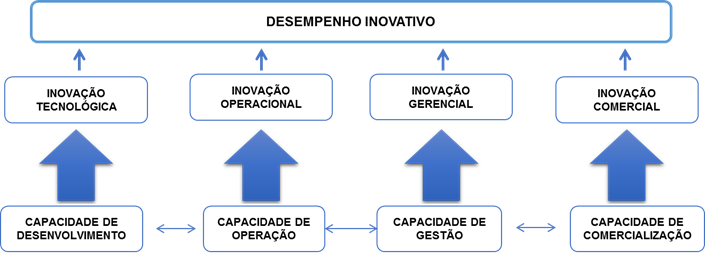 DESEMPENHO INOVATIVO
INOVAÇÃO
TECNOLÓGICA
INOVAÇÃO
OPERACIONAL
INOVAÇÃO
GERENCIAL
INOVAÇÃO
COMERCIAL
CAPACIDADE DE
DESENVOLVIMENTO
CAPACIDADE DE
OPERAÇÃO
CAPACIDADE DE
GESTÃO
CAPACIDADE DE
COMERCIALIZAÇÃO